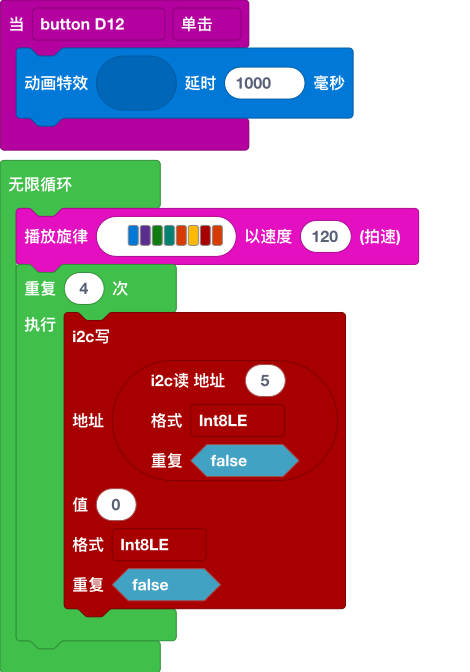 当 button D12 单击
动画特效 延时 1000 毫秒
无限循环
播放旋律 以速度 120 (拍速)
重复 4 次
执行
i2c写
i2c读 地址 5
地址 格式 Int8LE
重复 false
值 0
格式 Int8LE
重复 false